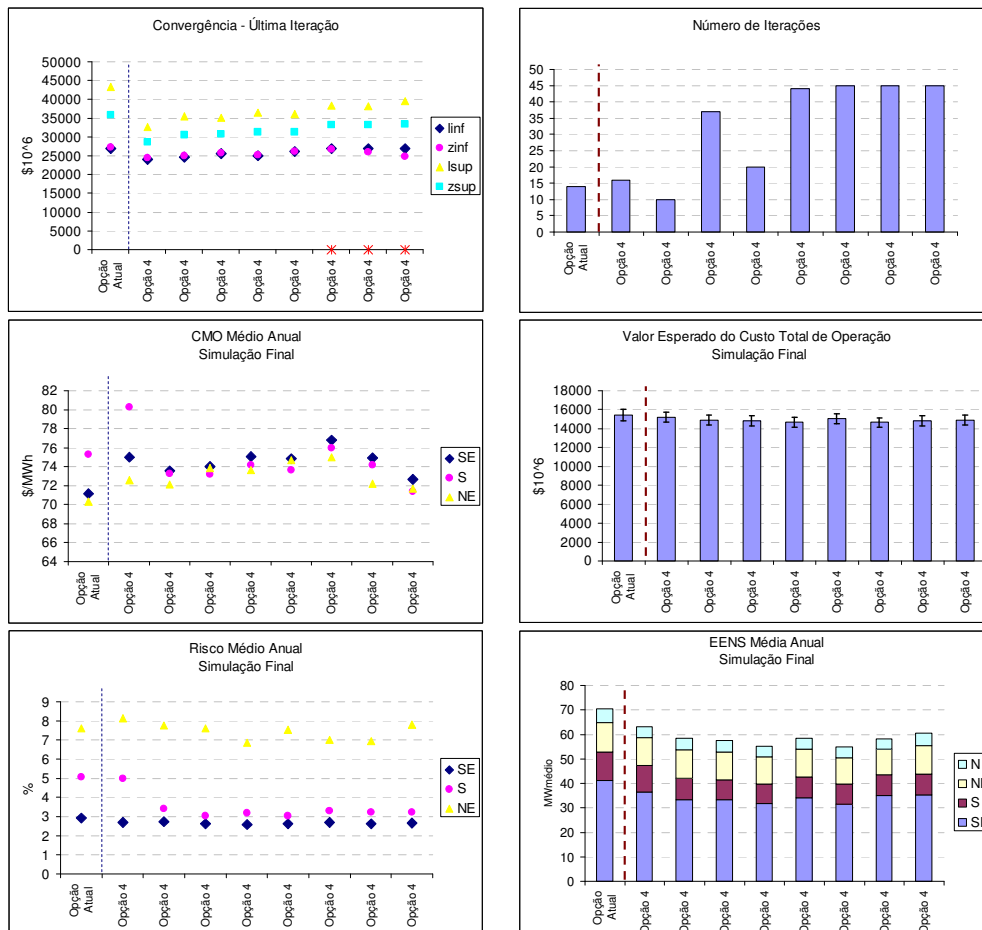 Convergência - Última Iteração
50000
45000
40000
35000
30000
25000
20000
15000
10000
5000
0
$10^6
Opção Atual
Opção 4
Opção 4
Opção 4
Opção 4
Opção 4
Opção 4
Opção 4
Opção 4
linf
zinf
lsup
zsup
Número de Iterações
50
45
40
35
30
25
20
15
10
5
0
Opção Atual
Opção 4
Opção 4
Opção 4
Opção 4
Opção 4
Opção 4
Opção 4
Opção 4
CMO Médio Anual
Simulação Final
82
80
78
76
74
72
70
68
66
64
$/MWh
Opção Atual
Opção 4
Opção 4
Opção 4
Opção 4
Opção 4
Opção 4
Opção 4
Opção 4
SE
S
NE
Valor Esperado do Custo Total de Operação
Simulação Final
18000
16000
14000
12000
10000
8000
6000
4000
2000
0
$10^6
Opção Atual
Opção 4
Opção 4
Opção 4
Opção 4
Opção 4
Opção 4
Opção 4
Opção 4
Risco Médio Anual
Simulação Final
9
8
7
6
5
4
3
2
1
0
%
Opção Atual
Opção 4
Opção 4
Opção 4
Opção 4
Opção 4
Opção 4
Opção 4
Opção 4
SE
S
NE
EENS Média Anual
Simulação Final
80
70
60
50
40
30
20
10
0
MWmédio
Opção Atual
Opção 4
Opção 4
Opção 4
Opção 4
Opção 4
Opção 4
Opção 4
Opção 4
N
S